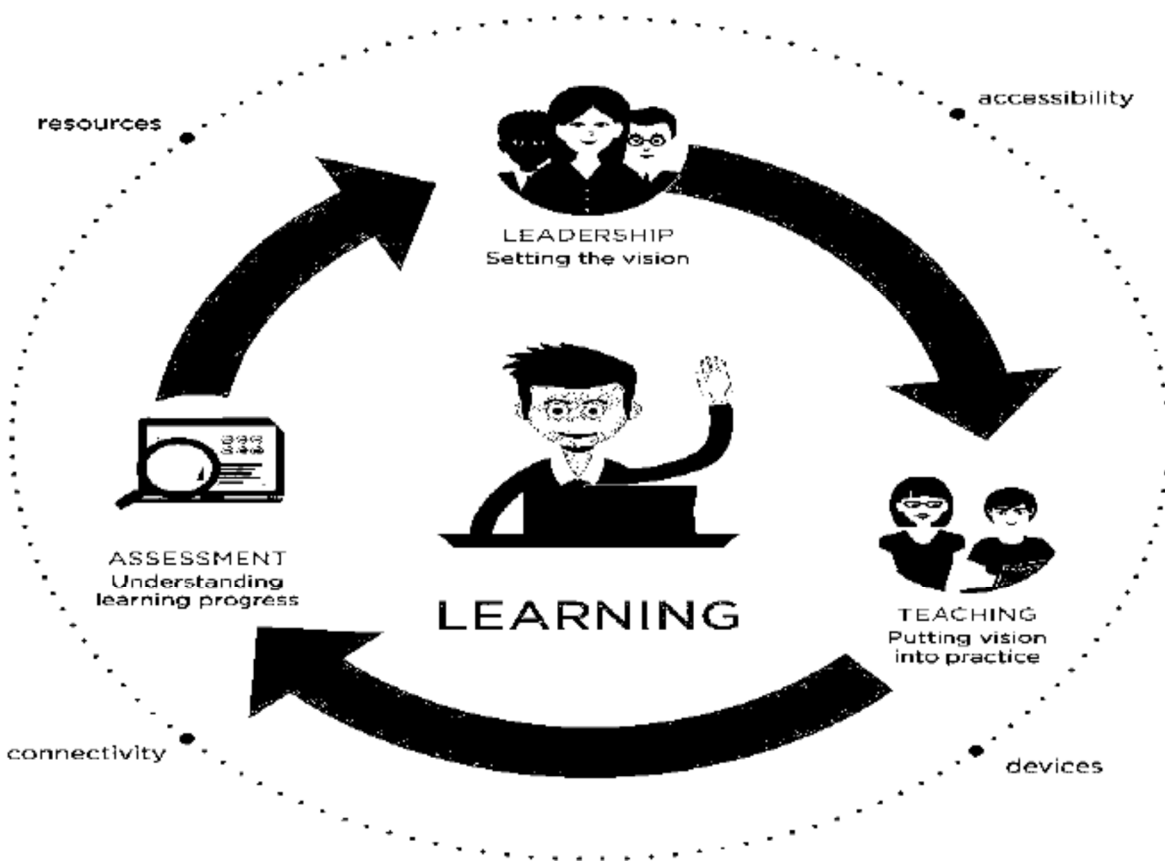 resources
accessibility
LEADERSHIP
Setting the vision
ASSESSMENT
Understanding
learning progress
LEARNING
TEACHING
Putting vision
into practice
connectivity
devices